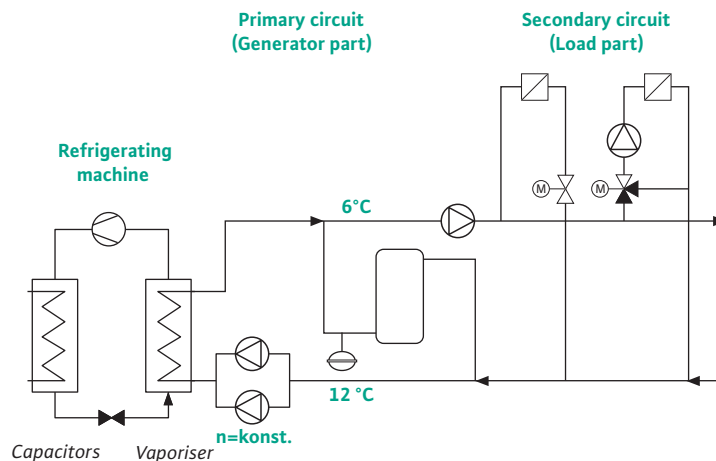 Primary circuit
(Generator part)
Secondary circuit
(Load part)
Refrigerating
machine
M
M
6°C
12 °C
n=konst.
Capacitors
Vaporiser